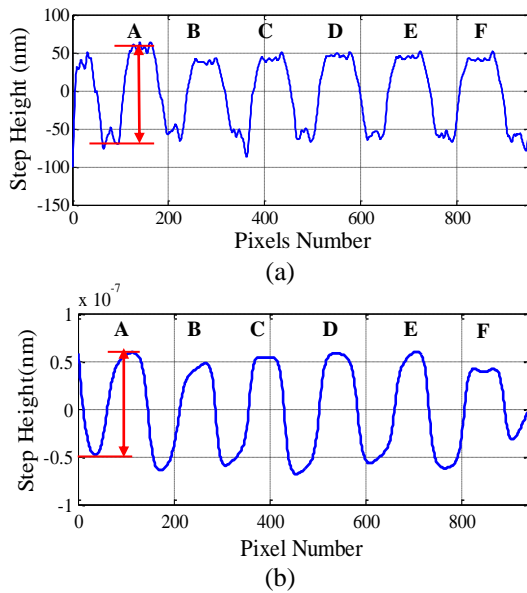 A B C D E F
100
50
0
-50
-100
-150
Step Height (nm)
0 200 400 600 800
Pixels Number
(a)
x 10-7
A B C D E F
1
0.5
0
-0.5
-1
Step Height(nm)
0 200 400 600 800
Pixel Number
(b)